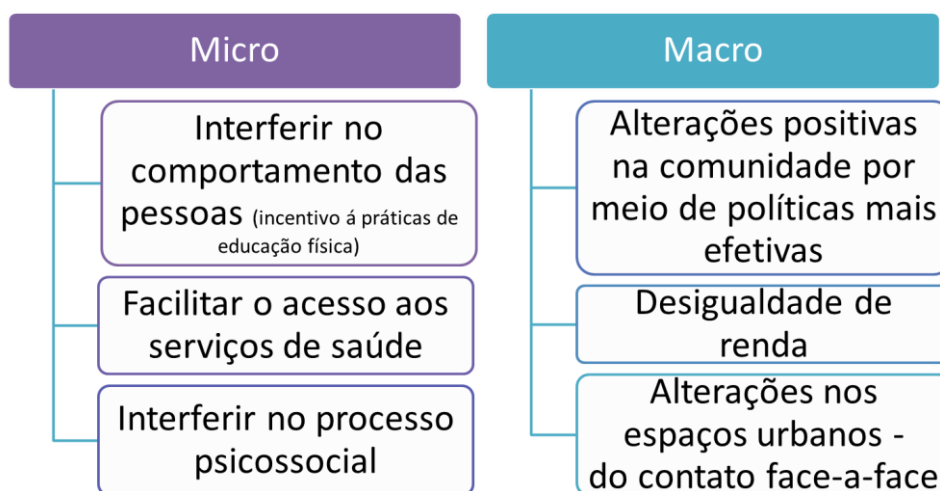 Micro
Interferir no
comportamento das
pessoas (incentivo á práticas de
educação física)
Facilitar o acesso aos
serviços de saúde
Interferir no processo
psicossocial
Macro
Alterações positivas
na comunidade por
meio de políticas mais
efetivas
Desigualdade de
renda
Alterações nos
espaços urbanos -
do contato face-a-face